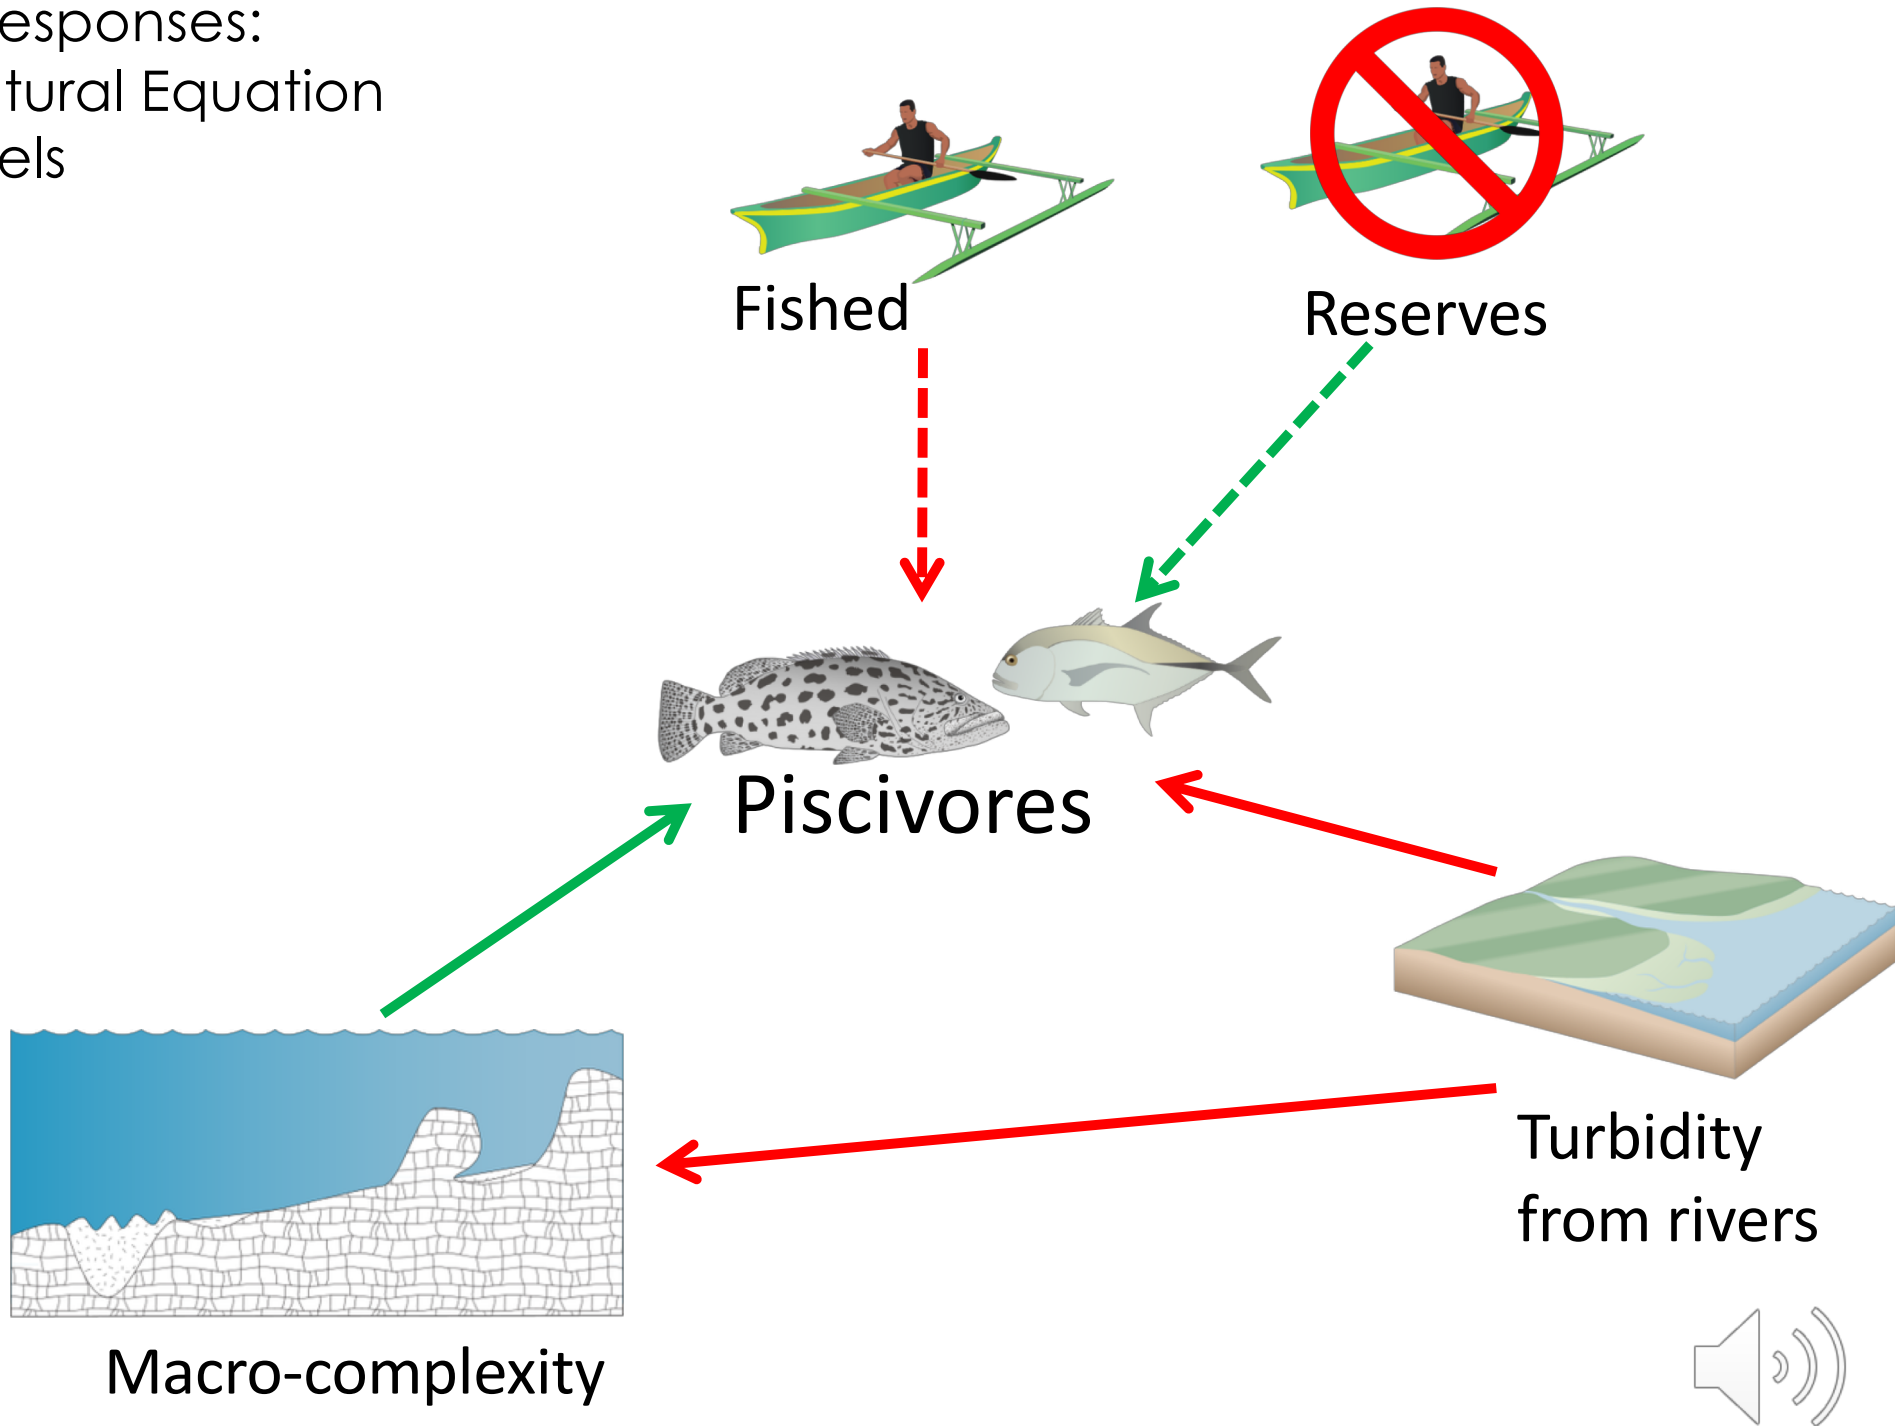 esponses:
tural Equation
els
Fished
Reserves
Piscivores
Turbidity
from rivers
Macro-complexity